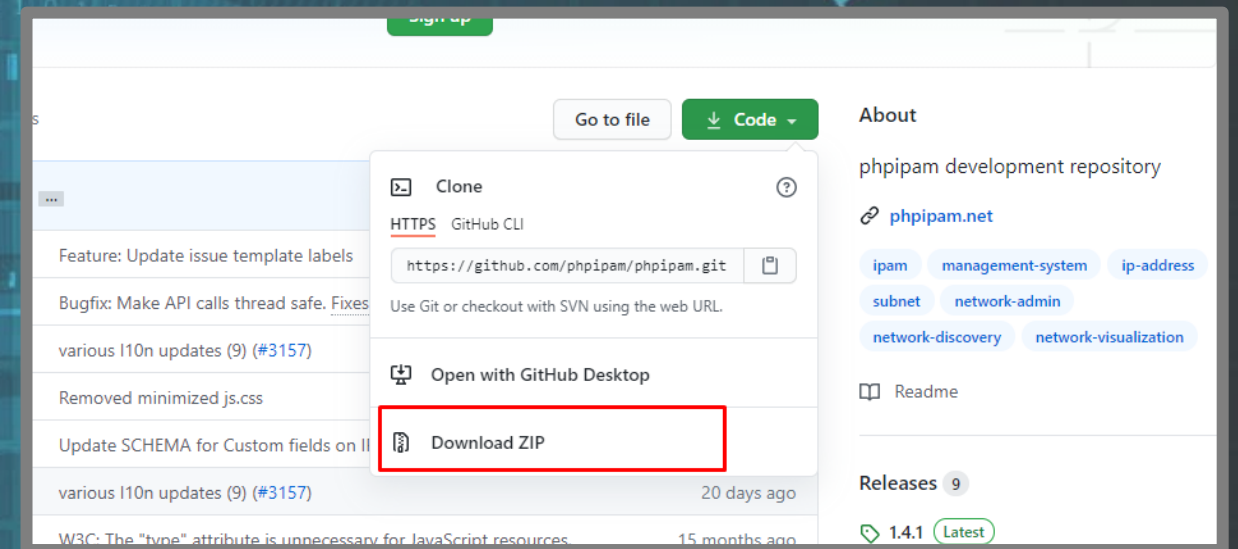 Sign up
s
Go to file
Code
About
phpipam development repository
phpipam.net
ipam management-system ip-address
subnet network-admin
network-discovery network-visualization
Readme
Releases 9
1.4.1 Latest
...
Clone
HTTPS GitHub CLI
https://github.com/phpipam/phpipam.git
Use Git or checkout with SVN using the web URL.
Open with GitHub Desktop
Download ZIP
Feature: Update issue template labels
Bugfix: Make API calls thread safe. Fixes
various l10n updates (9) (#3157)
Removed minimized js.css
Update SCHEMA for Custom fields on
various l10n updates (9) (#3157) 20 days ago
W3C: The "type" attribute is unnecessary for JavaScript resources. 15 months ago